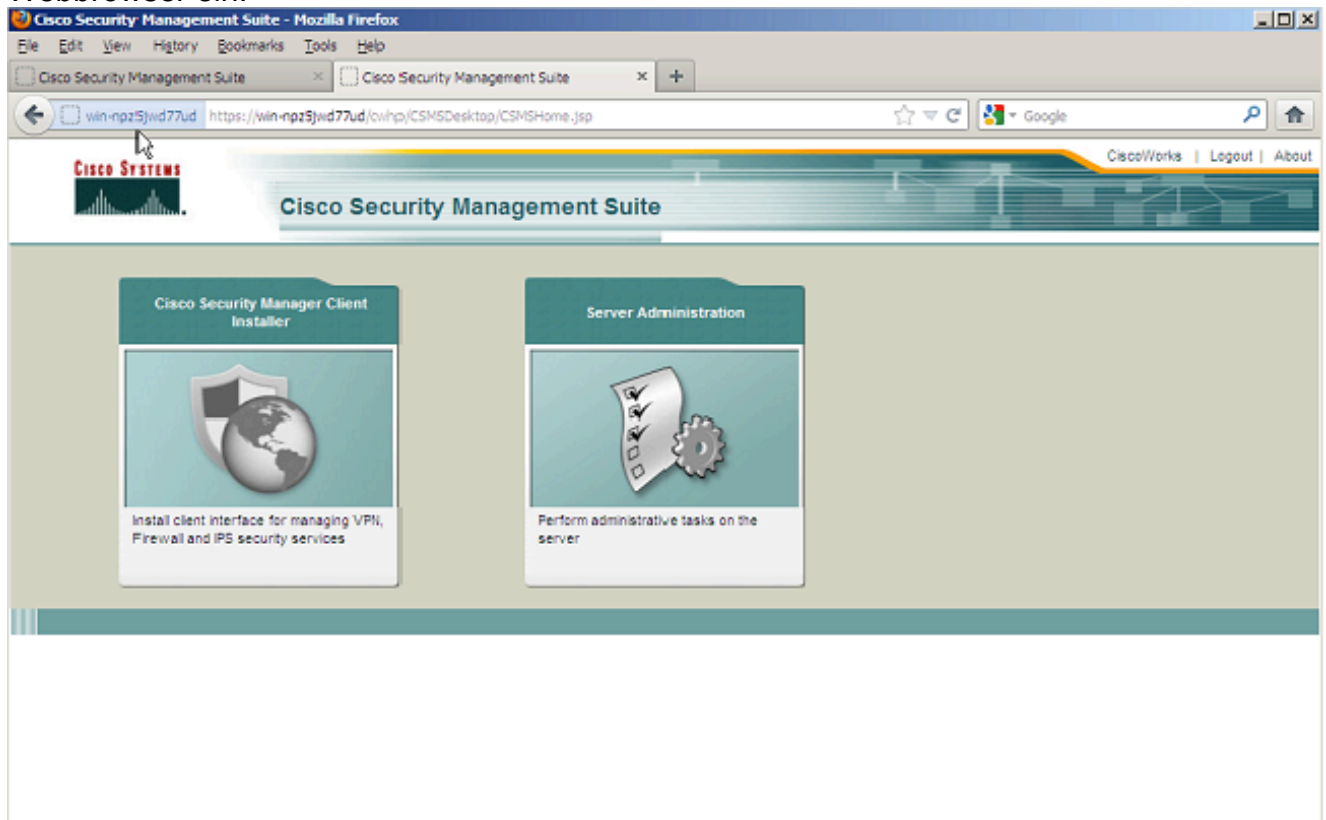 Webbrowser ein.
Cisco Security Management Suite - Mozilla Firefox
File Edit View History Bookmarks Tools Help
Cisco Security Management Suite × Cisco Security Management Suite × +
win-npz5jwd77ud https://win-npz5jwd77ud/cwhp/CSMSDesktop/CSMSHome.jsp Google
CiscoWorks | Logout | About
CISCO SYSTEMS
Cisco Security Management Suite
Cisco Security Manager Client
Installer
Install client interface for managing VPN,
Firewall and IPS security services
Server Administration
Perform administrative tasks on the
server